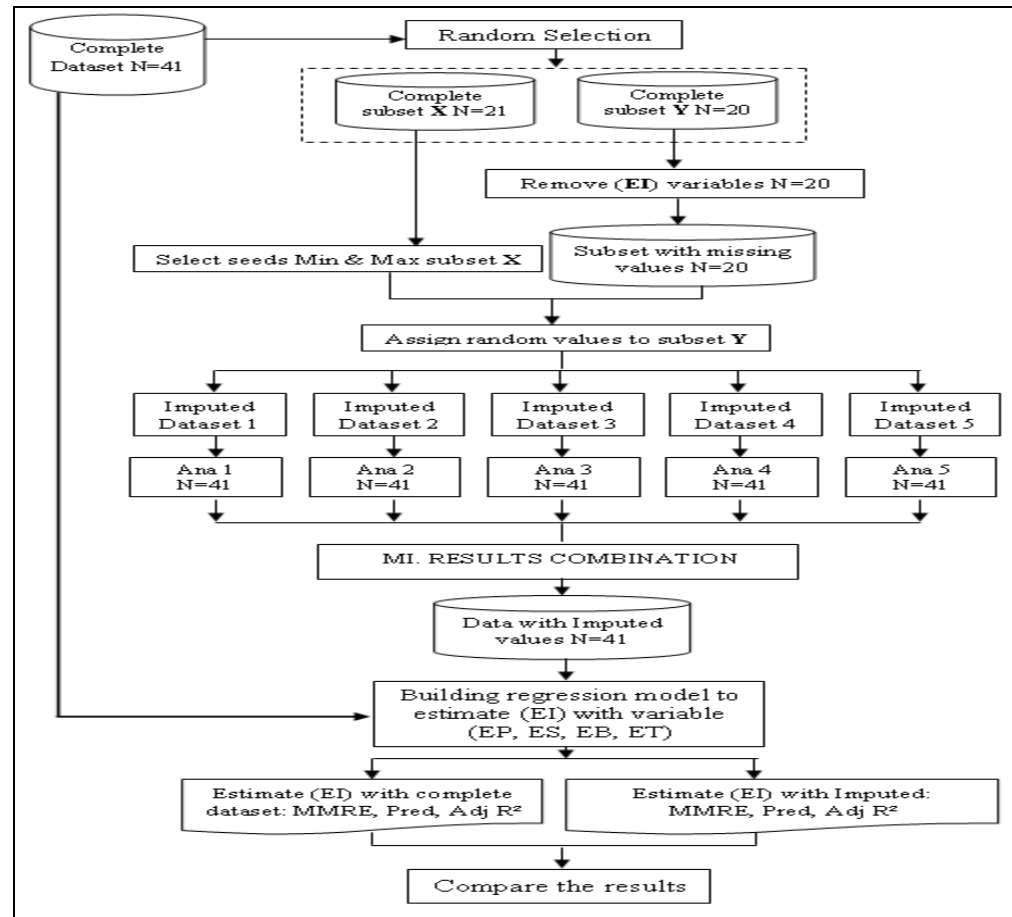 Complete
Dataset N=41
Random Selection
Complete
subset X N=21
Complete
subset Y N=20
Remove (EI) variables N=20
Select seeds Min & Max subset X
Subset with missing
values N=20
Assign random values to subset Y
Imputed
Dataset 1
Imputed
Dataset 2
Imputed
Dataset 3
Imputed
Dataset 4
Imputed
Dataset 5
Ana 1
N=41
Ana 2
N=41
Ana 3
N=41
Ana 4
N=41
Ana 5
N=41
MI. RESULTS COMBINATION
Data with Imputed
values N=41
Building regression model to
estimate (EI) with variable
(EP, ES, EB, ET)
Estimate (EI) with complete
dataset: MMRE, Pred, Adj R²
Estimate (EI) with Imputed:
MMRE, Pred, Adj R²
Compare the results